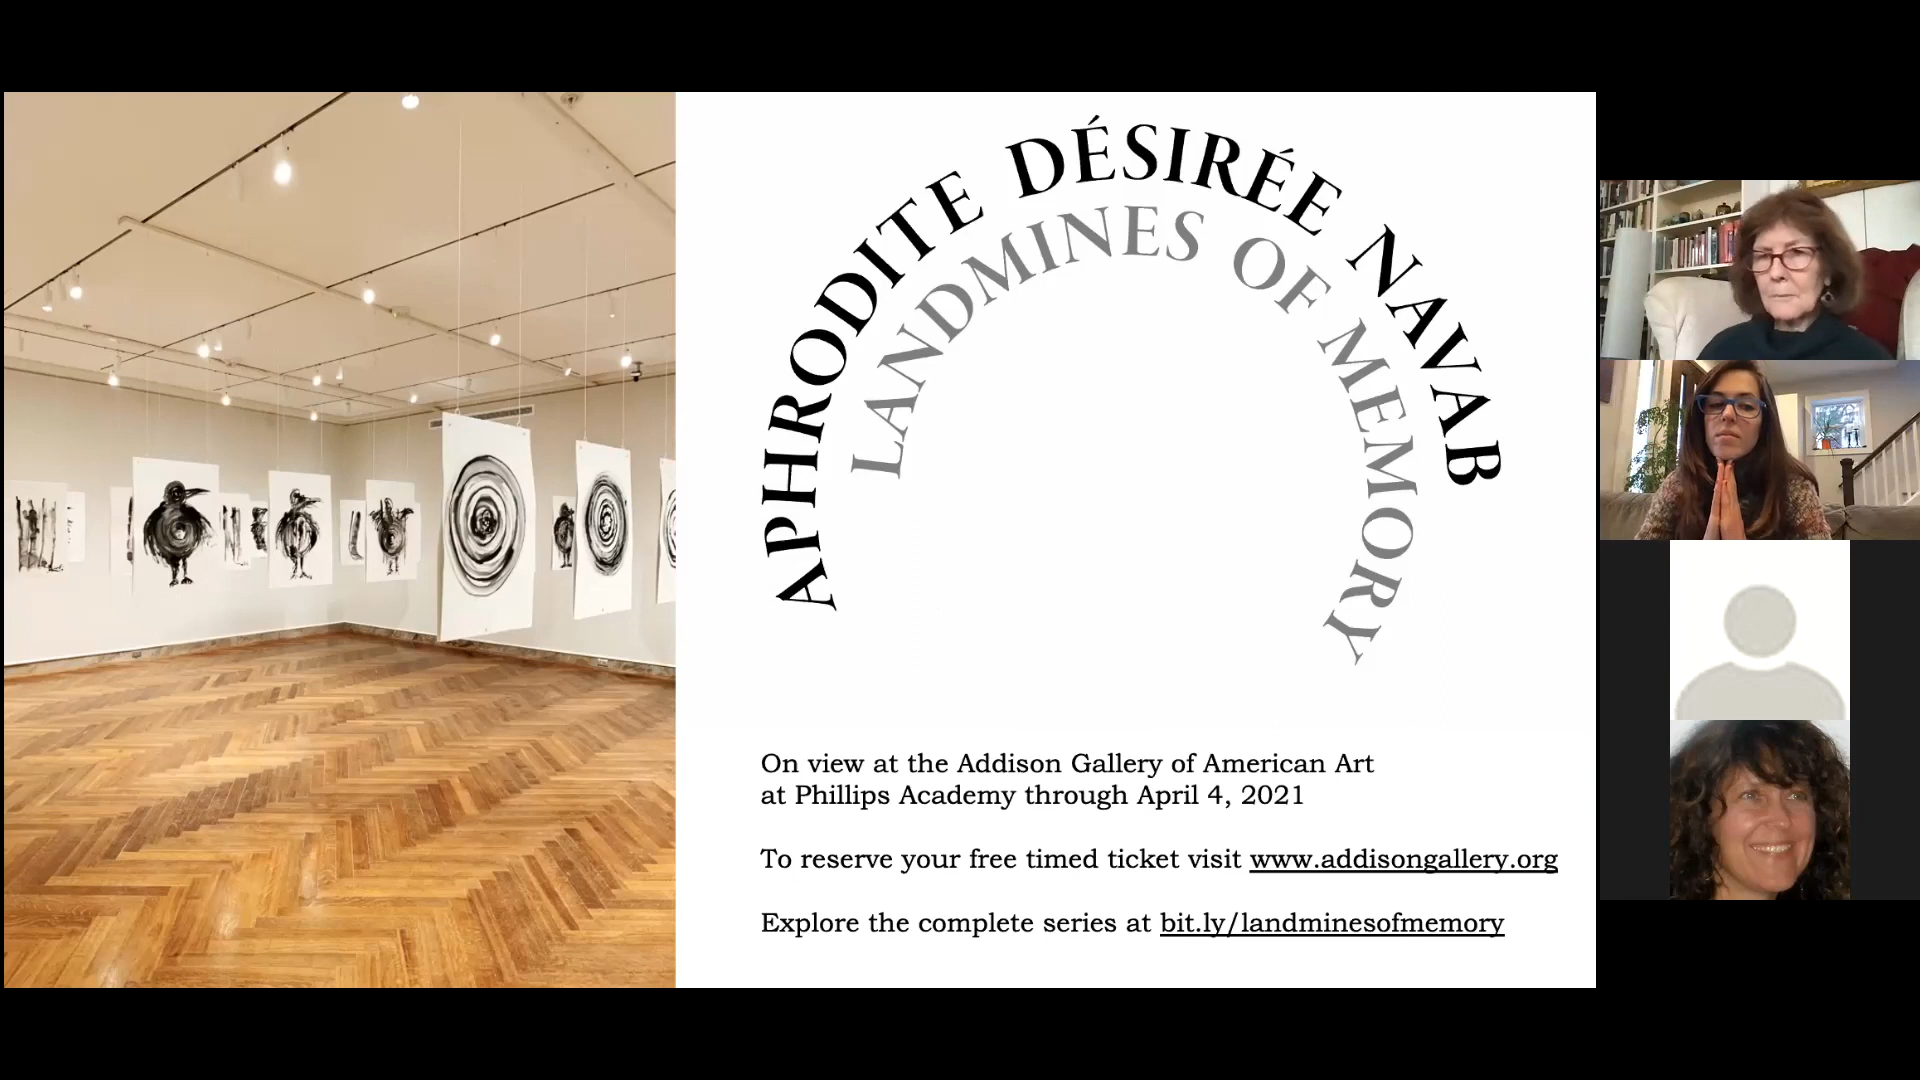 APHRODITE DÉSIRÉE NAVAB
LANDMINES OF MEMORY
On view at the Addison Gallery of American Art
at Phillips Academy through April 4, 2021
To reserve your free timed ticket visit www.addisongallery.org
Explore the complete series at bit.ly/landminesofmemory